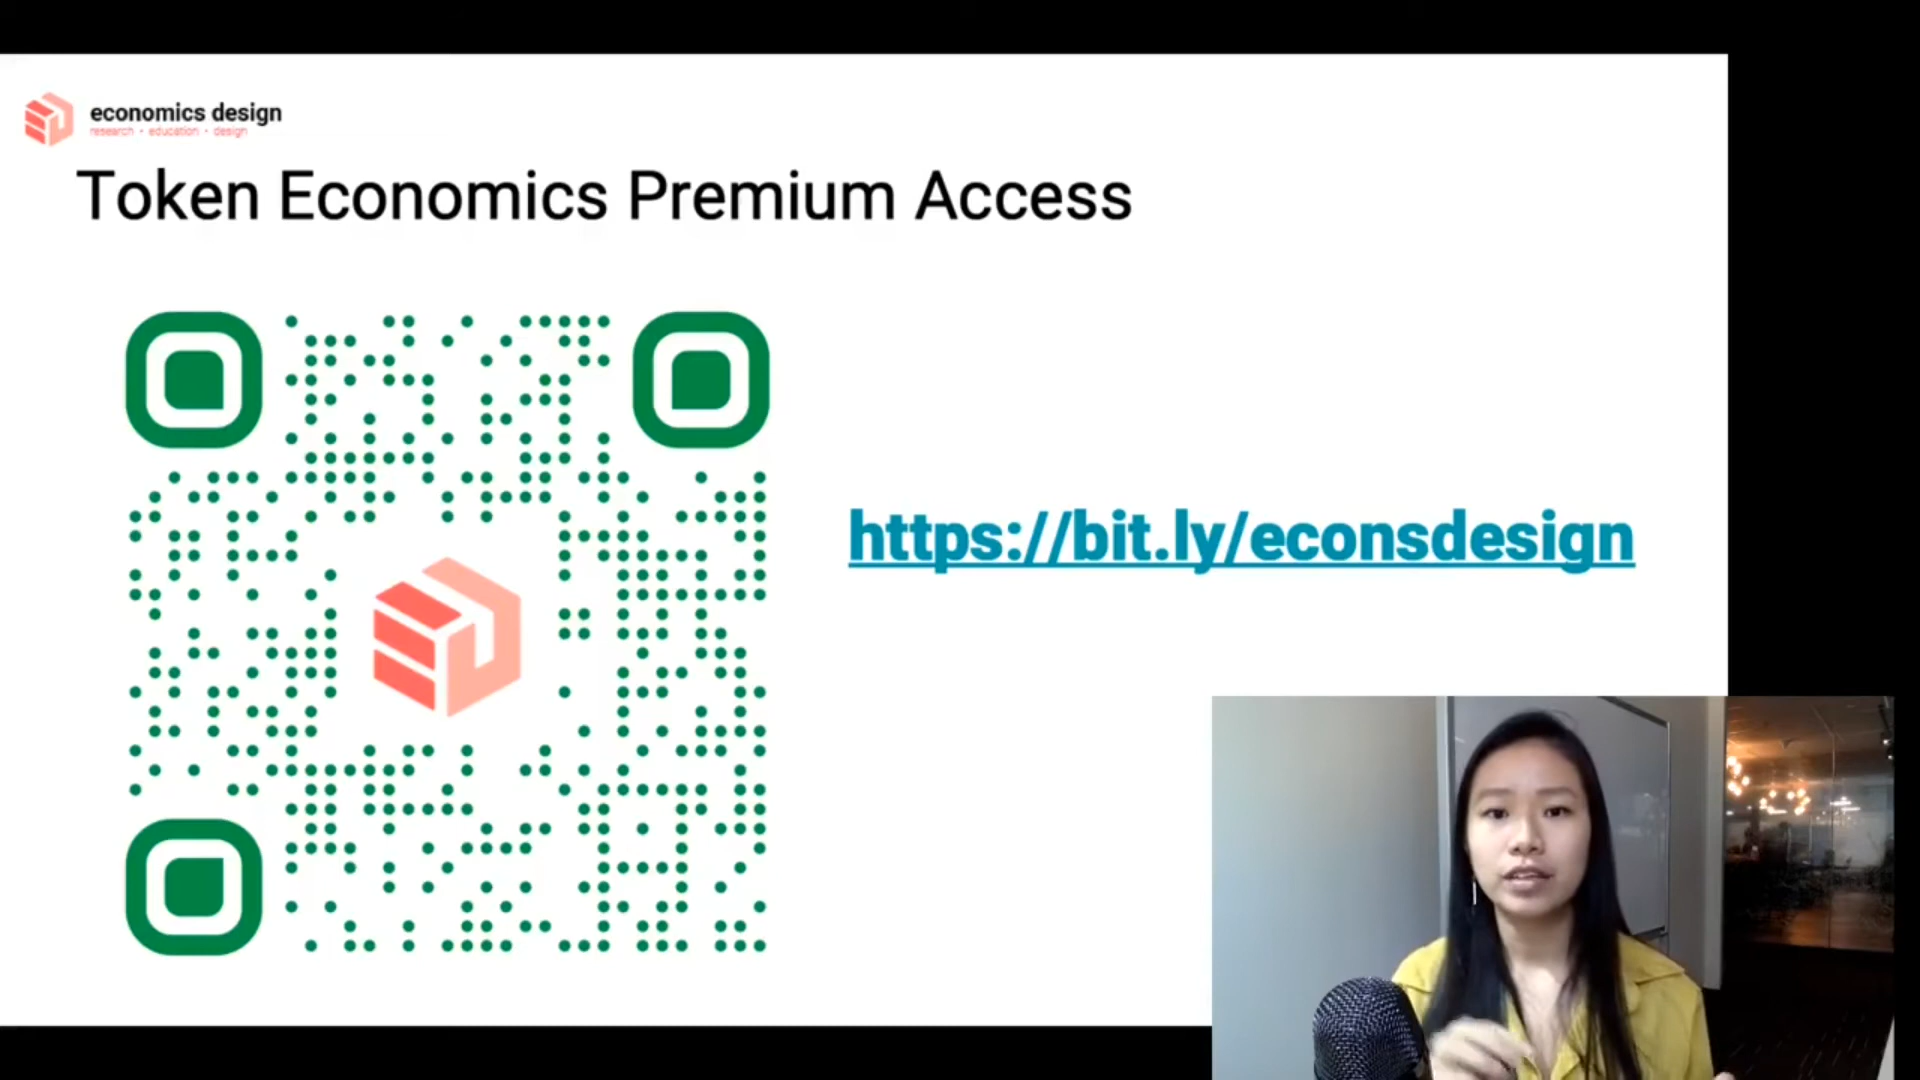 economics design
research • education • design
Token Economics Premium Access
https://bit.ly/econsdesign